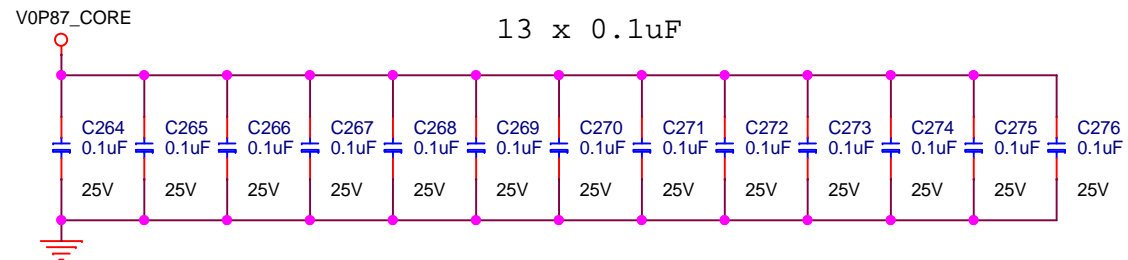 V0P87_CORE
13 x 0.1uF
C264 C265 C266 C267 C268 C269 C270 C271 C272 C273 C274 C275 C276
0.1uF 0.1uF 0.1uF 0.1uF 0.1uF 0.1uF 0.1uF 0.1uF 0.1uF 0.1uF 0.1uF 0.1uF 0.1uF
25V 25V 25V 25V 25V 25V 25V 25V 25V 25V 25V 25V 25V